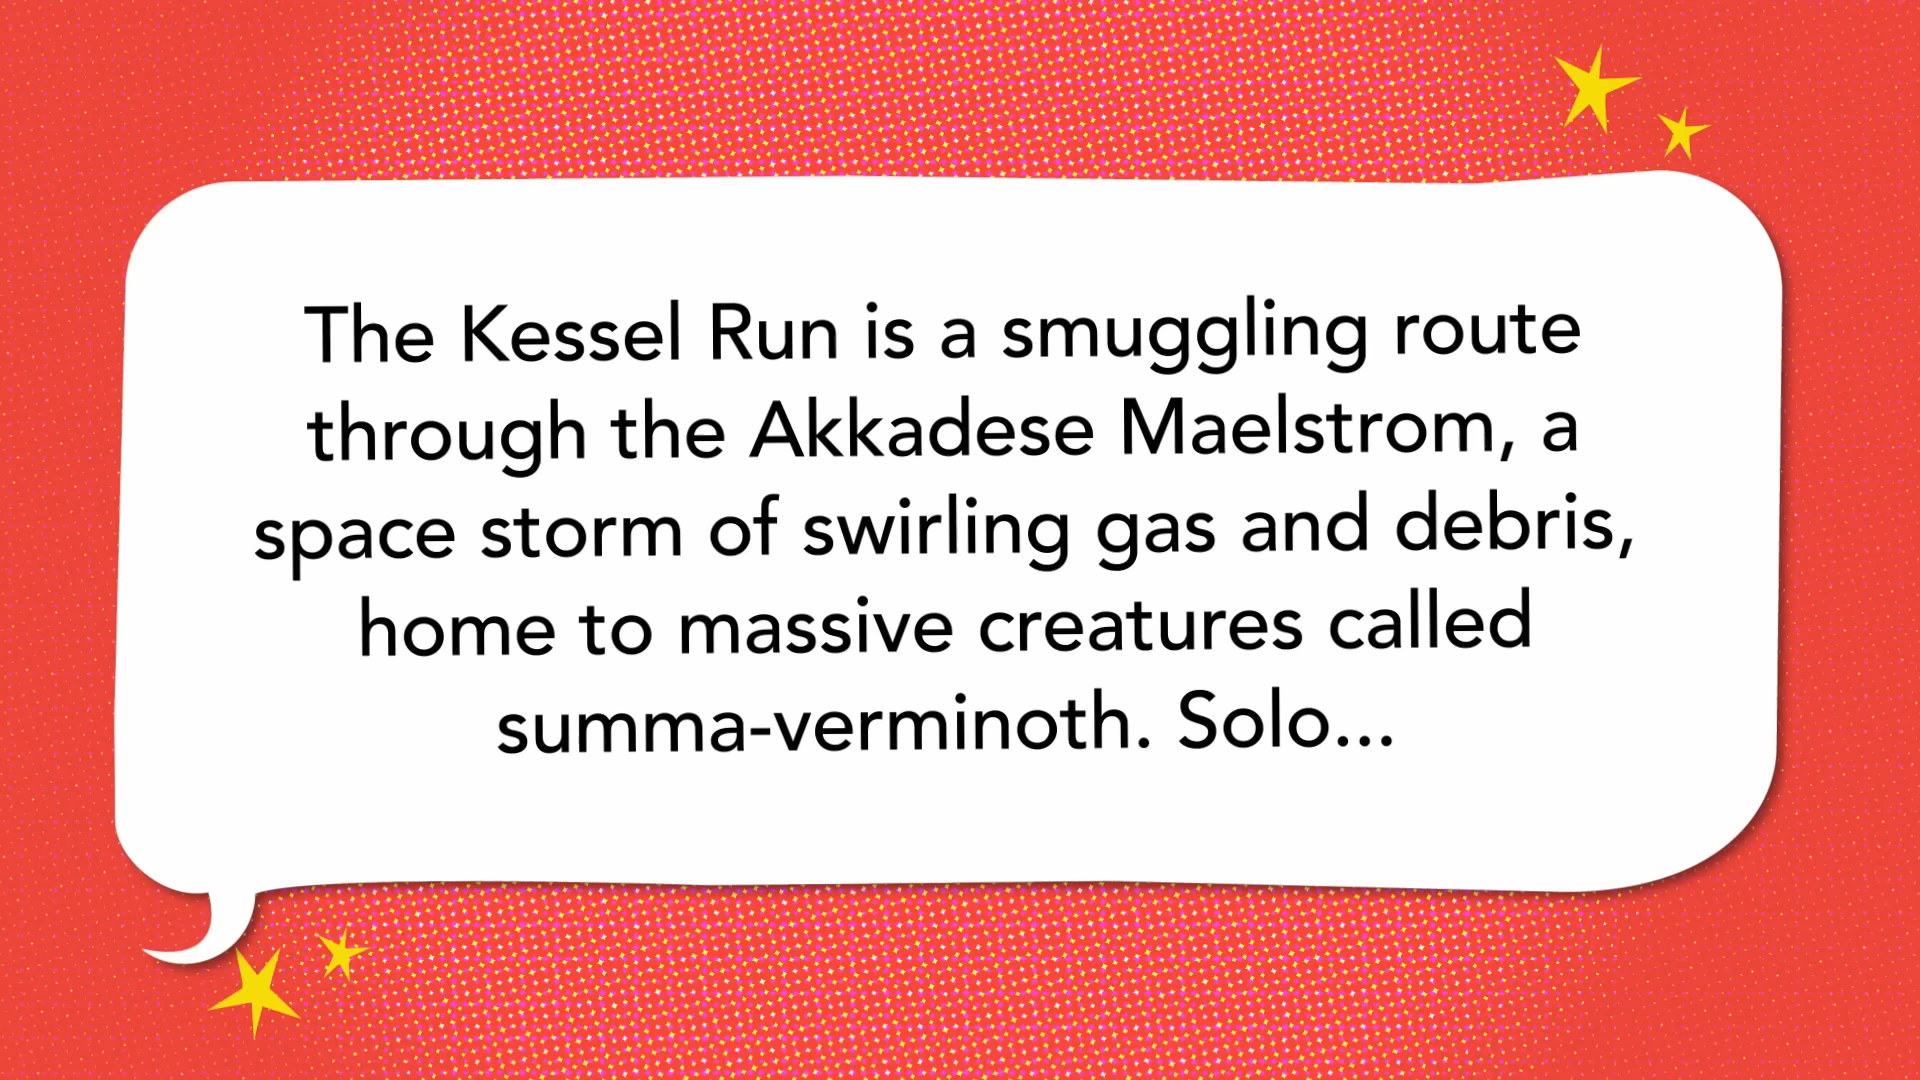 The Kessel Run is a smuggling route
through the Akkadese Maelstrom, a
space storm of swirling gas and debris,
home to massive creatures called
summa-verminoth. Solo...